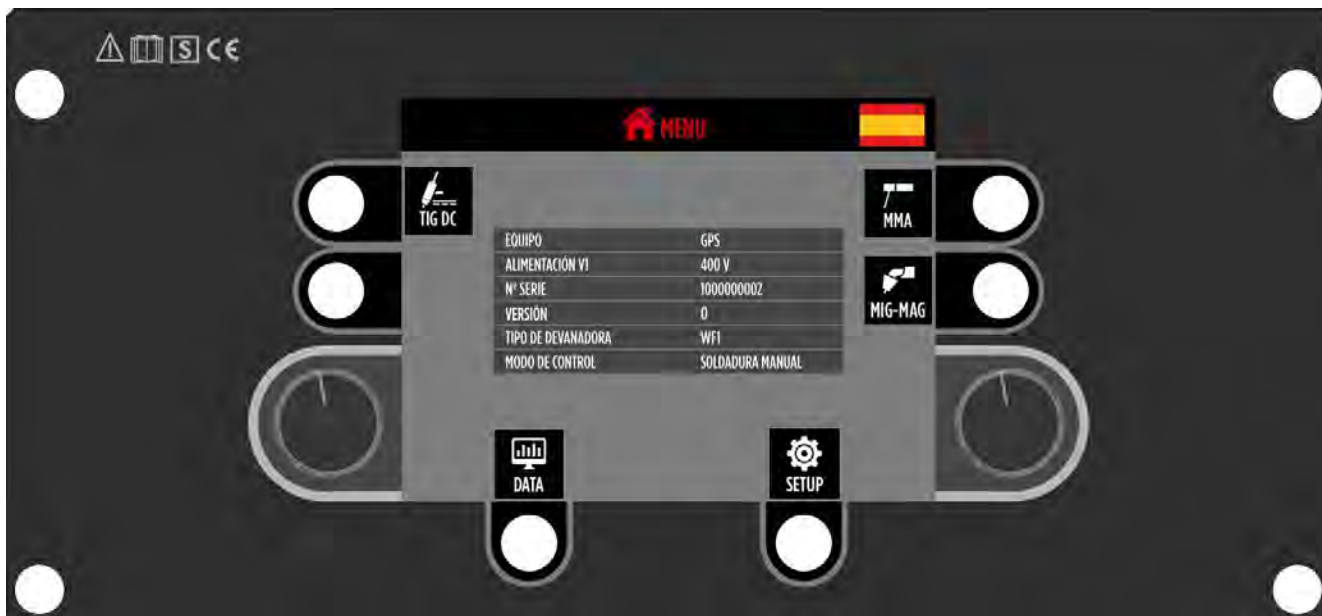 S CE
MENU
TIG DC
MMA
MIG-MAG
EQUIPO GPS
ALIMENTACIÓN V1 400 V
Nº SERIE 1000000002
VERSIÓN 0
TIPO DE DEVANADORA WF1
MODO DE CONTROL SOLDADURA MANUAL
DATA
SETUP